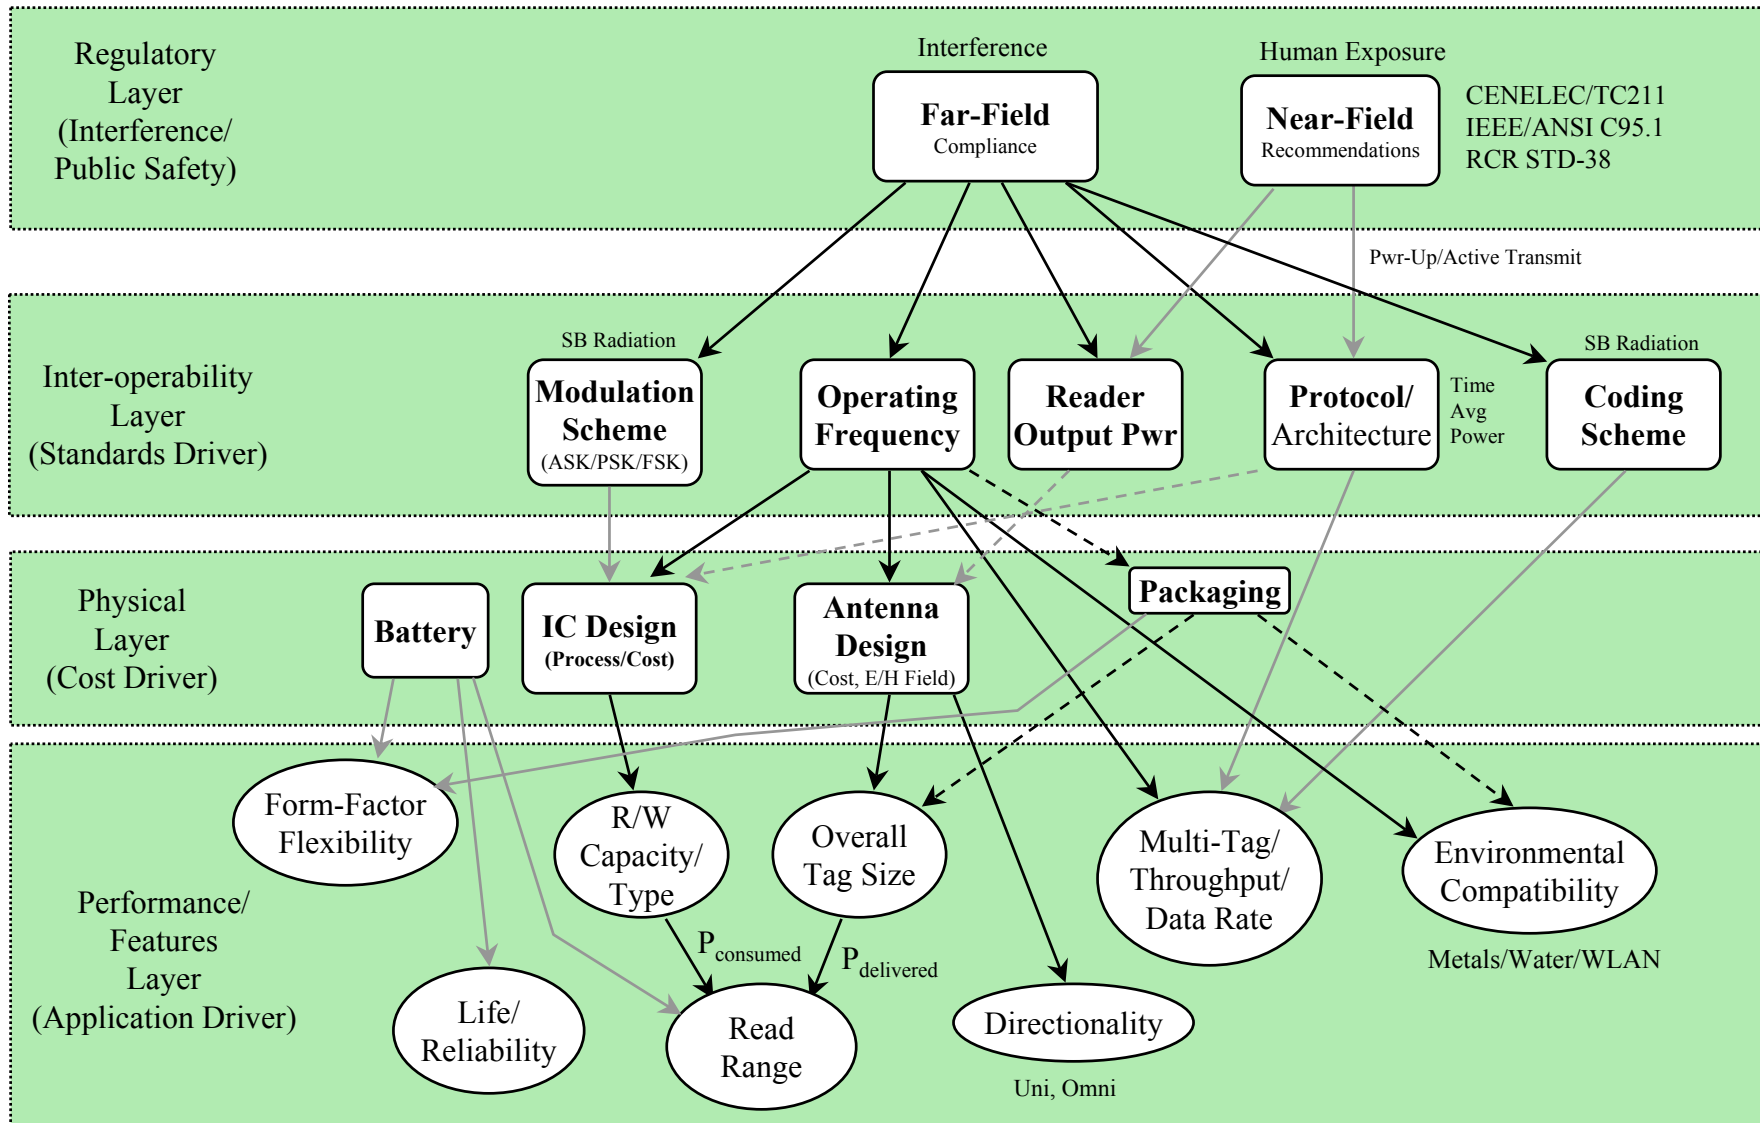 Regulatory
Layer
(Interference/
Public Safety)
Interference
Far-Field
Compliance
Human Exposure
Near-Field
Recommendations
CENELEC/TC211
IEEE/ANSI C95.1
RCR STD-38
Pwr-Up/Active Transmit
Inter-operability
Layer
(Standards Driver)
SB Radiation
Modulation
Scheme
(ASK/PSK/FSK)
Operating
Frequency
Reader
Output Pwr
Protocol/
Architecture
Time
Avg
Power
SB Radiation
Coding
Scheme
Physical
Layer
(Cost Driver)
Battery
IC Design
(Process/Cost)
Antenna
Design
(Cost, E/H Field)
Packaging
Performance/
Features
Layer
(Application Driver)
Form-Factor
Flexibility
R/W
Capacity/
Type
Overall
Tag Size
Multi-Tag/
Throughput/
Data Rate
Environmental
Compatibility
Metals/Water/WLAN
Pconsumed
Pdelivered
Life/
Reliability
Read
Range
Directionality
Uni, Omni